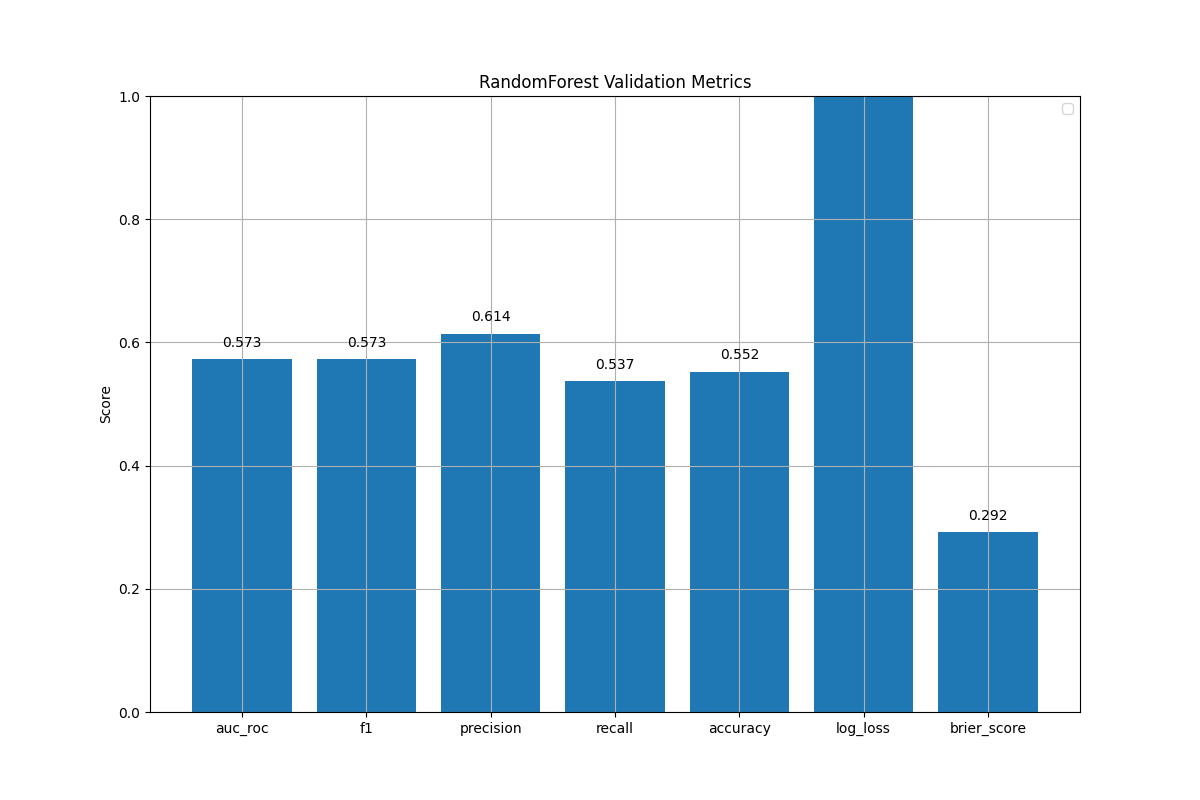 RandomForest Validation Metrics
1.0
0.8
0.6
0.4
0.2
0.0
Score
0.573
0.573
0.614
0.537
0.552
0.292
auc_roc
f1
precision
recall
accuracy
log_loss
brier_score